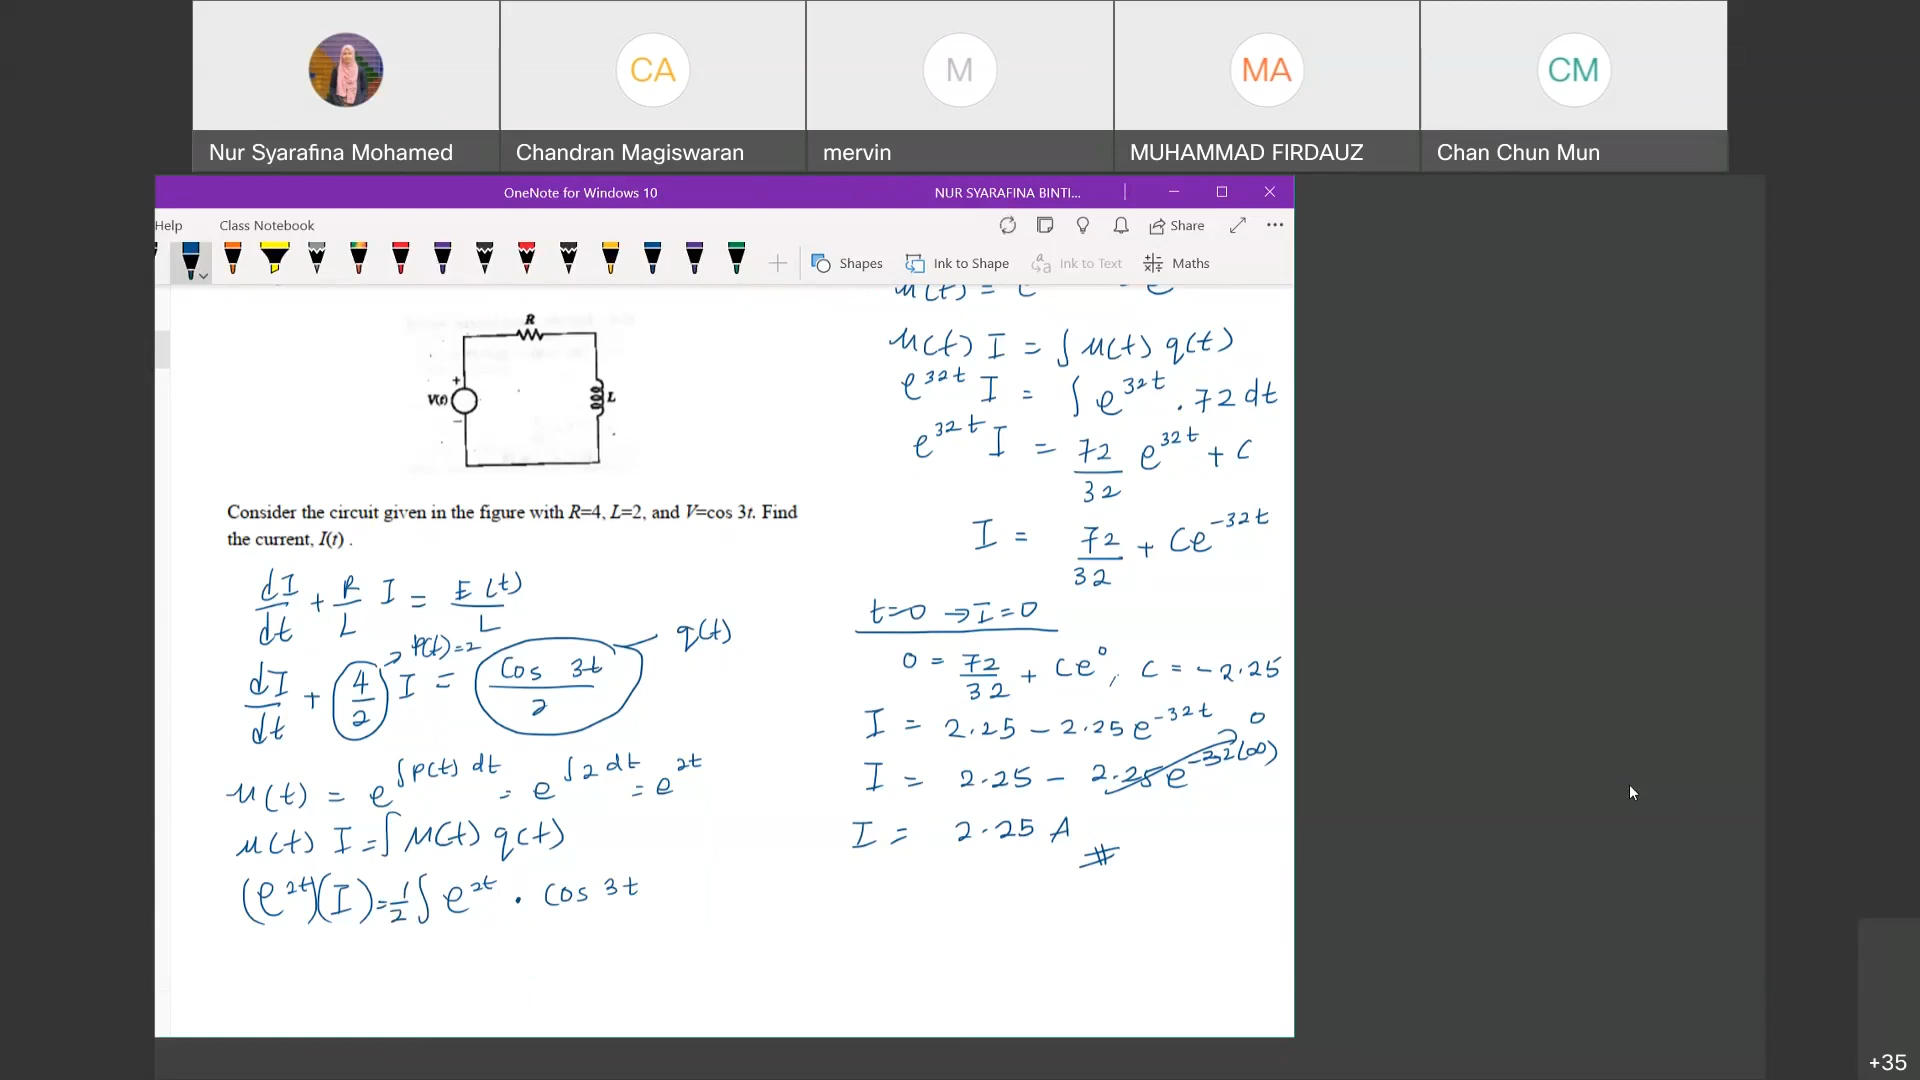 CA
M
MA
CM
Nur Syarafina Mohamed
Chandran Magiswaran
mervin
MUHAMMAD FIRDAUZ
Chan Chun Mun
OneNote for Windows 10
NUR SYARAFINA BINTI...
Help
Class Notebook
Share
Shapes
Ink to Shape
Ink to Text
Maths
R
V(t)
+
−
L
Consider the circuit given in the figure with R=4, L=2, and V=cos 3t. Find
the current, I(t) .
dI/dt + R/L I = E(t)/L
→ P(t)=2
q(t)
dI/dt + 4/2 I = Cos 3t/2
μ(t) = e^∫P(t) dt = e^∫2 dt = e^2t
μ(t) I = ∫ μ(t) q(t)
(e^2t)(I) = 1/2 ∫ e^2t . Cos 3t
μ(t) I = ∫ μ(t) q(t)
e^32t I = ∫ e^32t . 72 dt
e^32t I = 72/32 e^32t + C
I = 72/32 + Ce^-32t
t=0 → I=0
0 = 72/32 + Ce^0, C = -2.25
I = 2.25 - 2.25e^-32t
0
I = 2.25 - 2.25e^-32(∞)
I = 2.25 A
#
+35